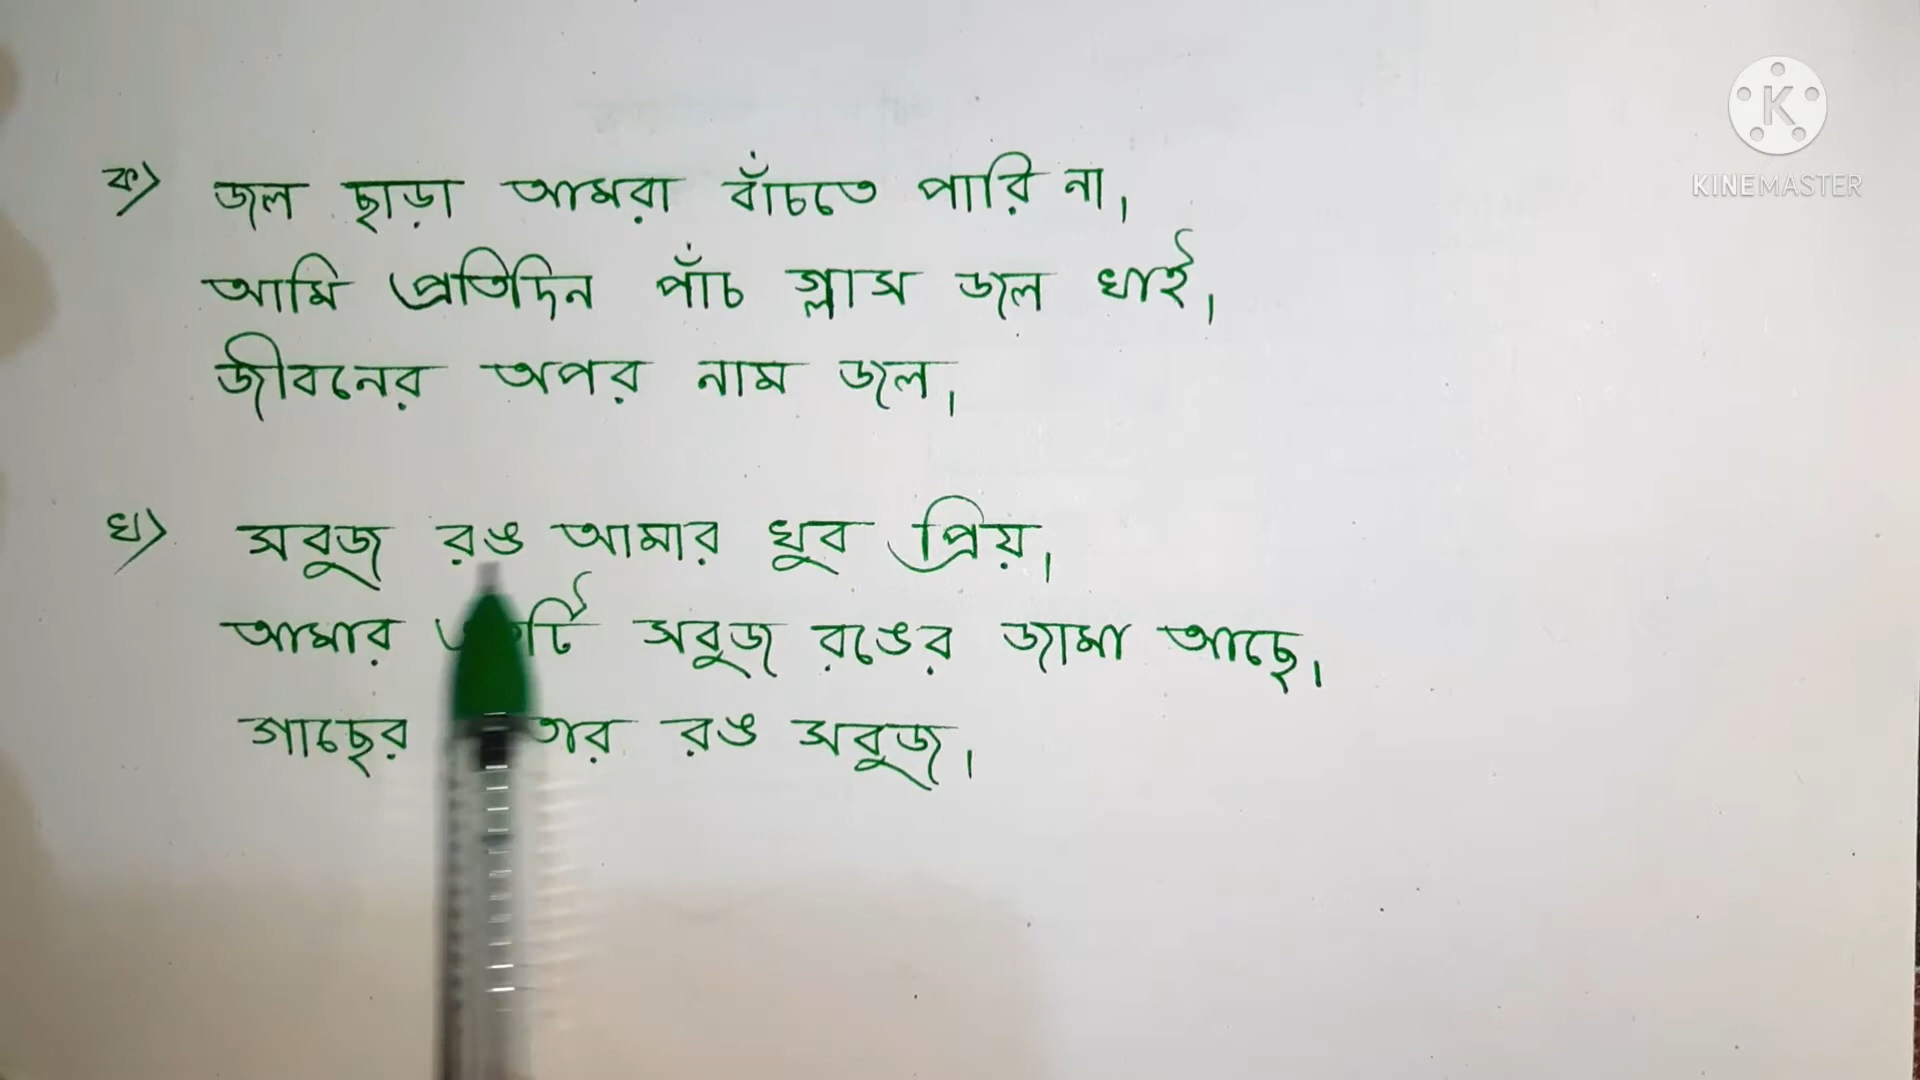 ক) জল ছাড়া আমরা বাঁচতে পারি না।
আমি প্রতিদিন পাঁচ গ্লাস জল খাই।
জীবনের অপর নাম জল।
খ) সবুজ রঙ আমার খুব প্রিয়।
আমার সবুজ রঙের জামা আছে।
গাছের রঙ সবুজ।
KINEMASTER